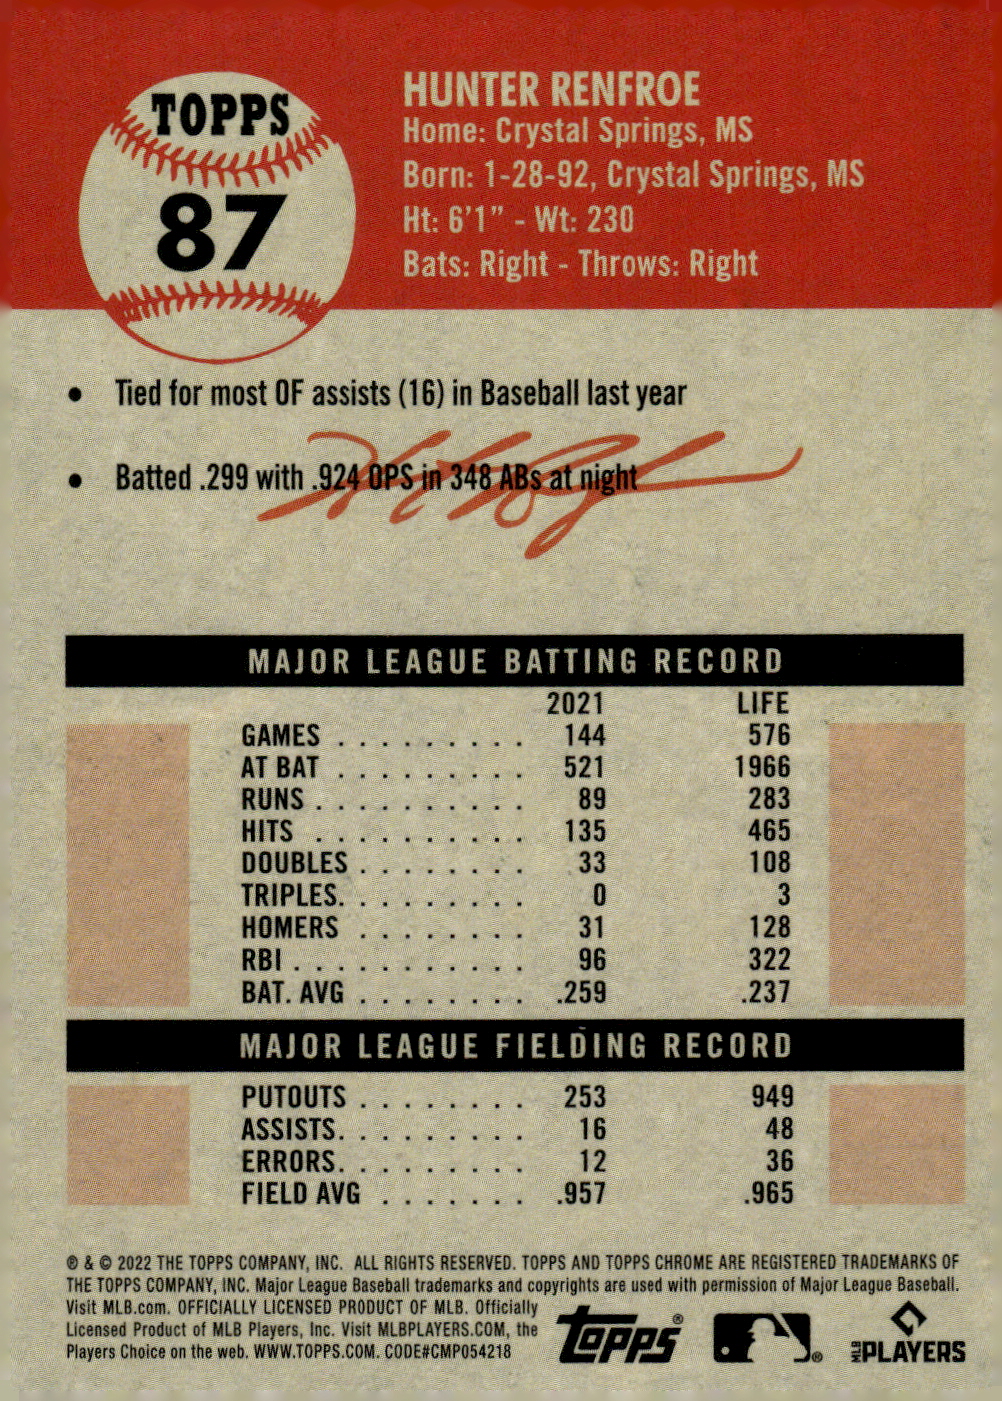 TOPPS
87
HUNTER RENFROE
Home: Crystal Springs, MS
Born: 1-28-92, Crystal Springs, MS
Ht: 6'1" - Wt: 230
Bats: Right - Throws: Right
• Tied for most OF assists (16) in Baseball last year
• Batted .299 with .924 OPS in 348 ABs at night
MAJOR LEAGUE BATTING RECORD
2021 LIFE
GAMES . . . . . . . . . 144 576
AT BAT . . . . . . . . . 521 1966
RUNS . . . . . . . . . . 89 283
HITS . . . . . . . . . 135 465
DOUBLES . . . . . . . . 33 108
TRIPLES. . . . . . . . . 0 3
HOMERS . . . . . . . . 31 128
RBI . . . . . . . . . . . 96 322
BAT. AVG . . . . . . . . .259 .237
MAJOR LEAGUE FIELDING RECORD
PUTOUTS . . . . . . . . 253 949
ASSISTS. . . . . . . . . 16 48
ERRORS. . . . . . . . . 12 36
FIELD AVG . . . . . . . .957 .965
® & © 2022 THE TOPPS COMPANY, INC. ALL RIGHTS RESERVED. TOPPS AND TOPPS CHROME ARE REGISTERED TRADEMARKS OF
THE TOPPS COMPANY, INC. Major League Baseball trademarks and copyrights are used with permission of Major League Baseball.
Visit MLB.com. OFFICIALLY LICENSED PRODUCT OF MLB. Officially
Licensed Product of MLB Players, Inc. Visit MLBPLAYERS.COM, the
Players Choice on the web. WWW.TOPPS.COM. CODE#CMP054218
topps® ® MLB PLAYERS